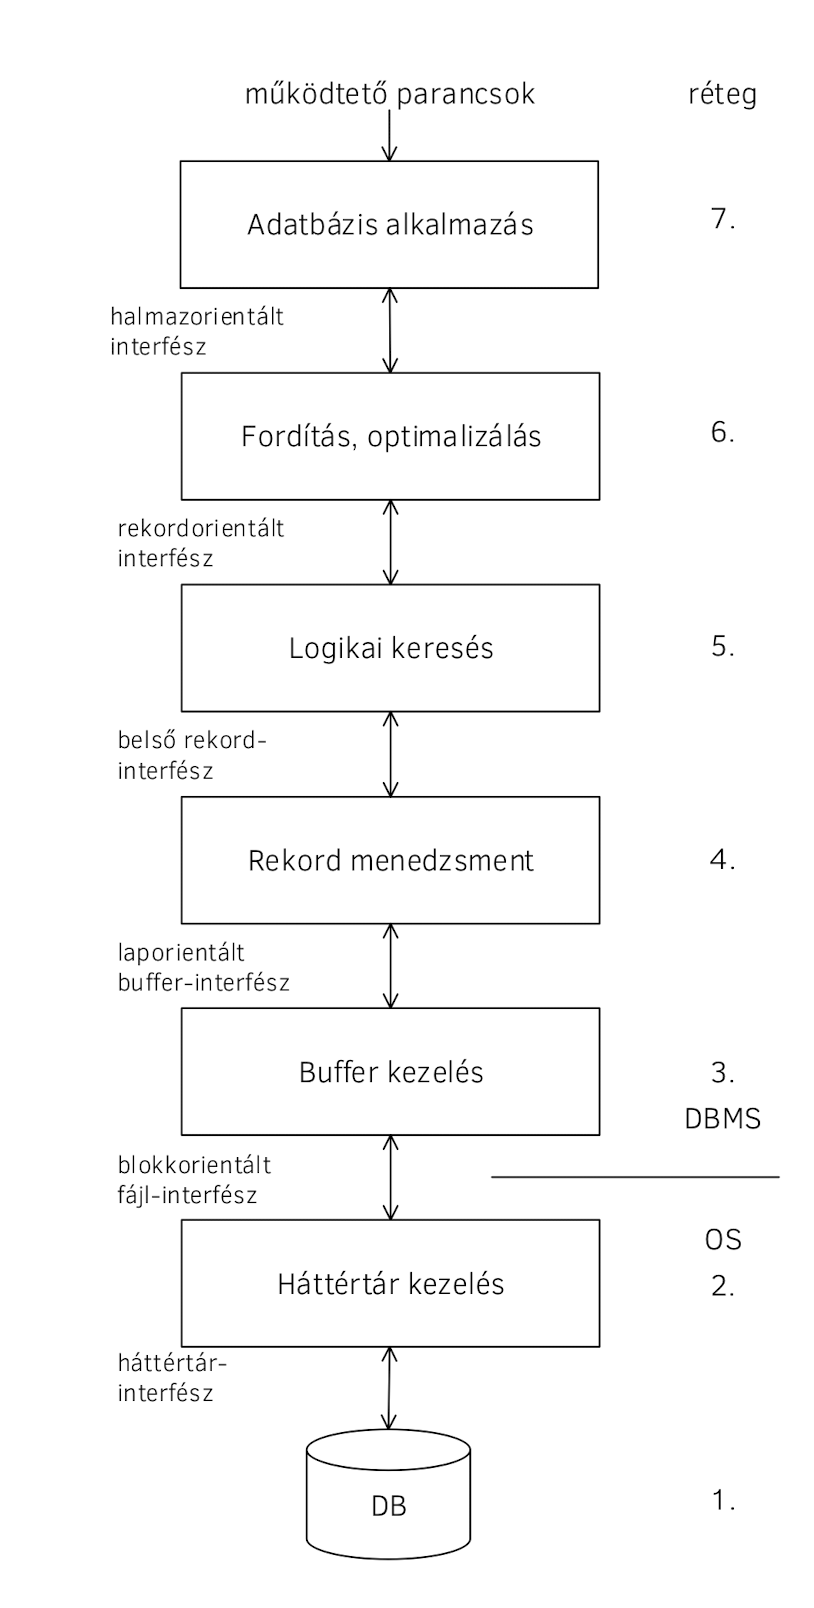 működtető parancsok
réteg
Adatbázis alkalmazás
7.
halmazorientált
interfész
Fordítás, optimalizálás
6.
rekordorientált
interfész
Logikai keresés
5.
belső rekord-
interfész
Rekord menedzsment
4.
laporientált
buffer-interfész
Buffer kezelés
3.
DBMS
blokkorientált
fájl-interfész
OS
Háttértár kezelés
2.
háttértár-
interfész
DB
1.